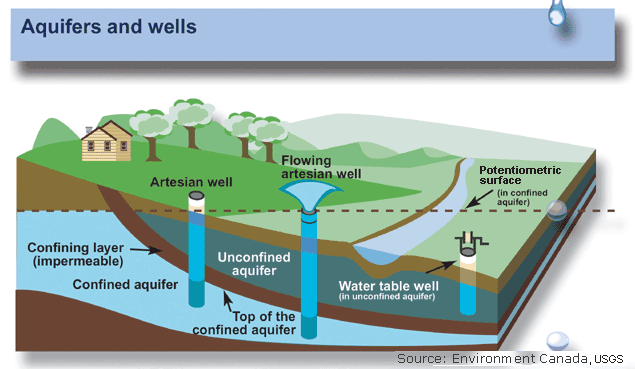 Aquifers and wells
Flowing
artesian well
Artesian well
Potentiometric
surface
(in confined
aquifer)
Confining layer
(impermeable)
Unconfined
aquifer
Confined aquifer
Water table well
(in unconfined aquifer)
Top of the
confined aquifer
Source: Environment Canada, USGS